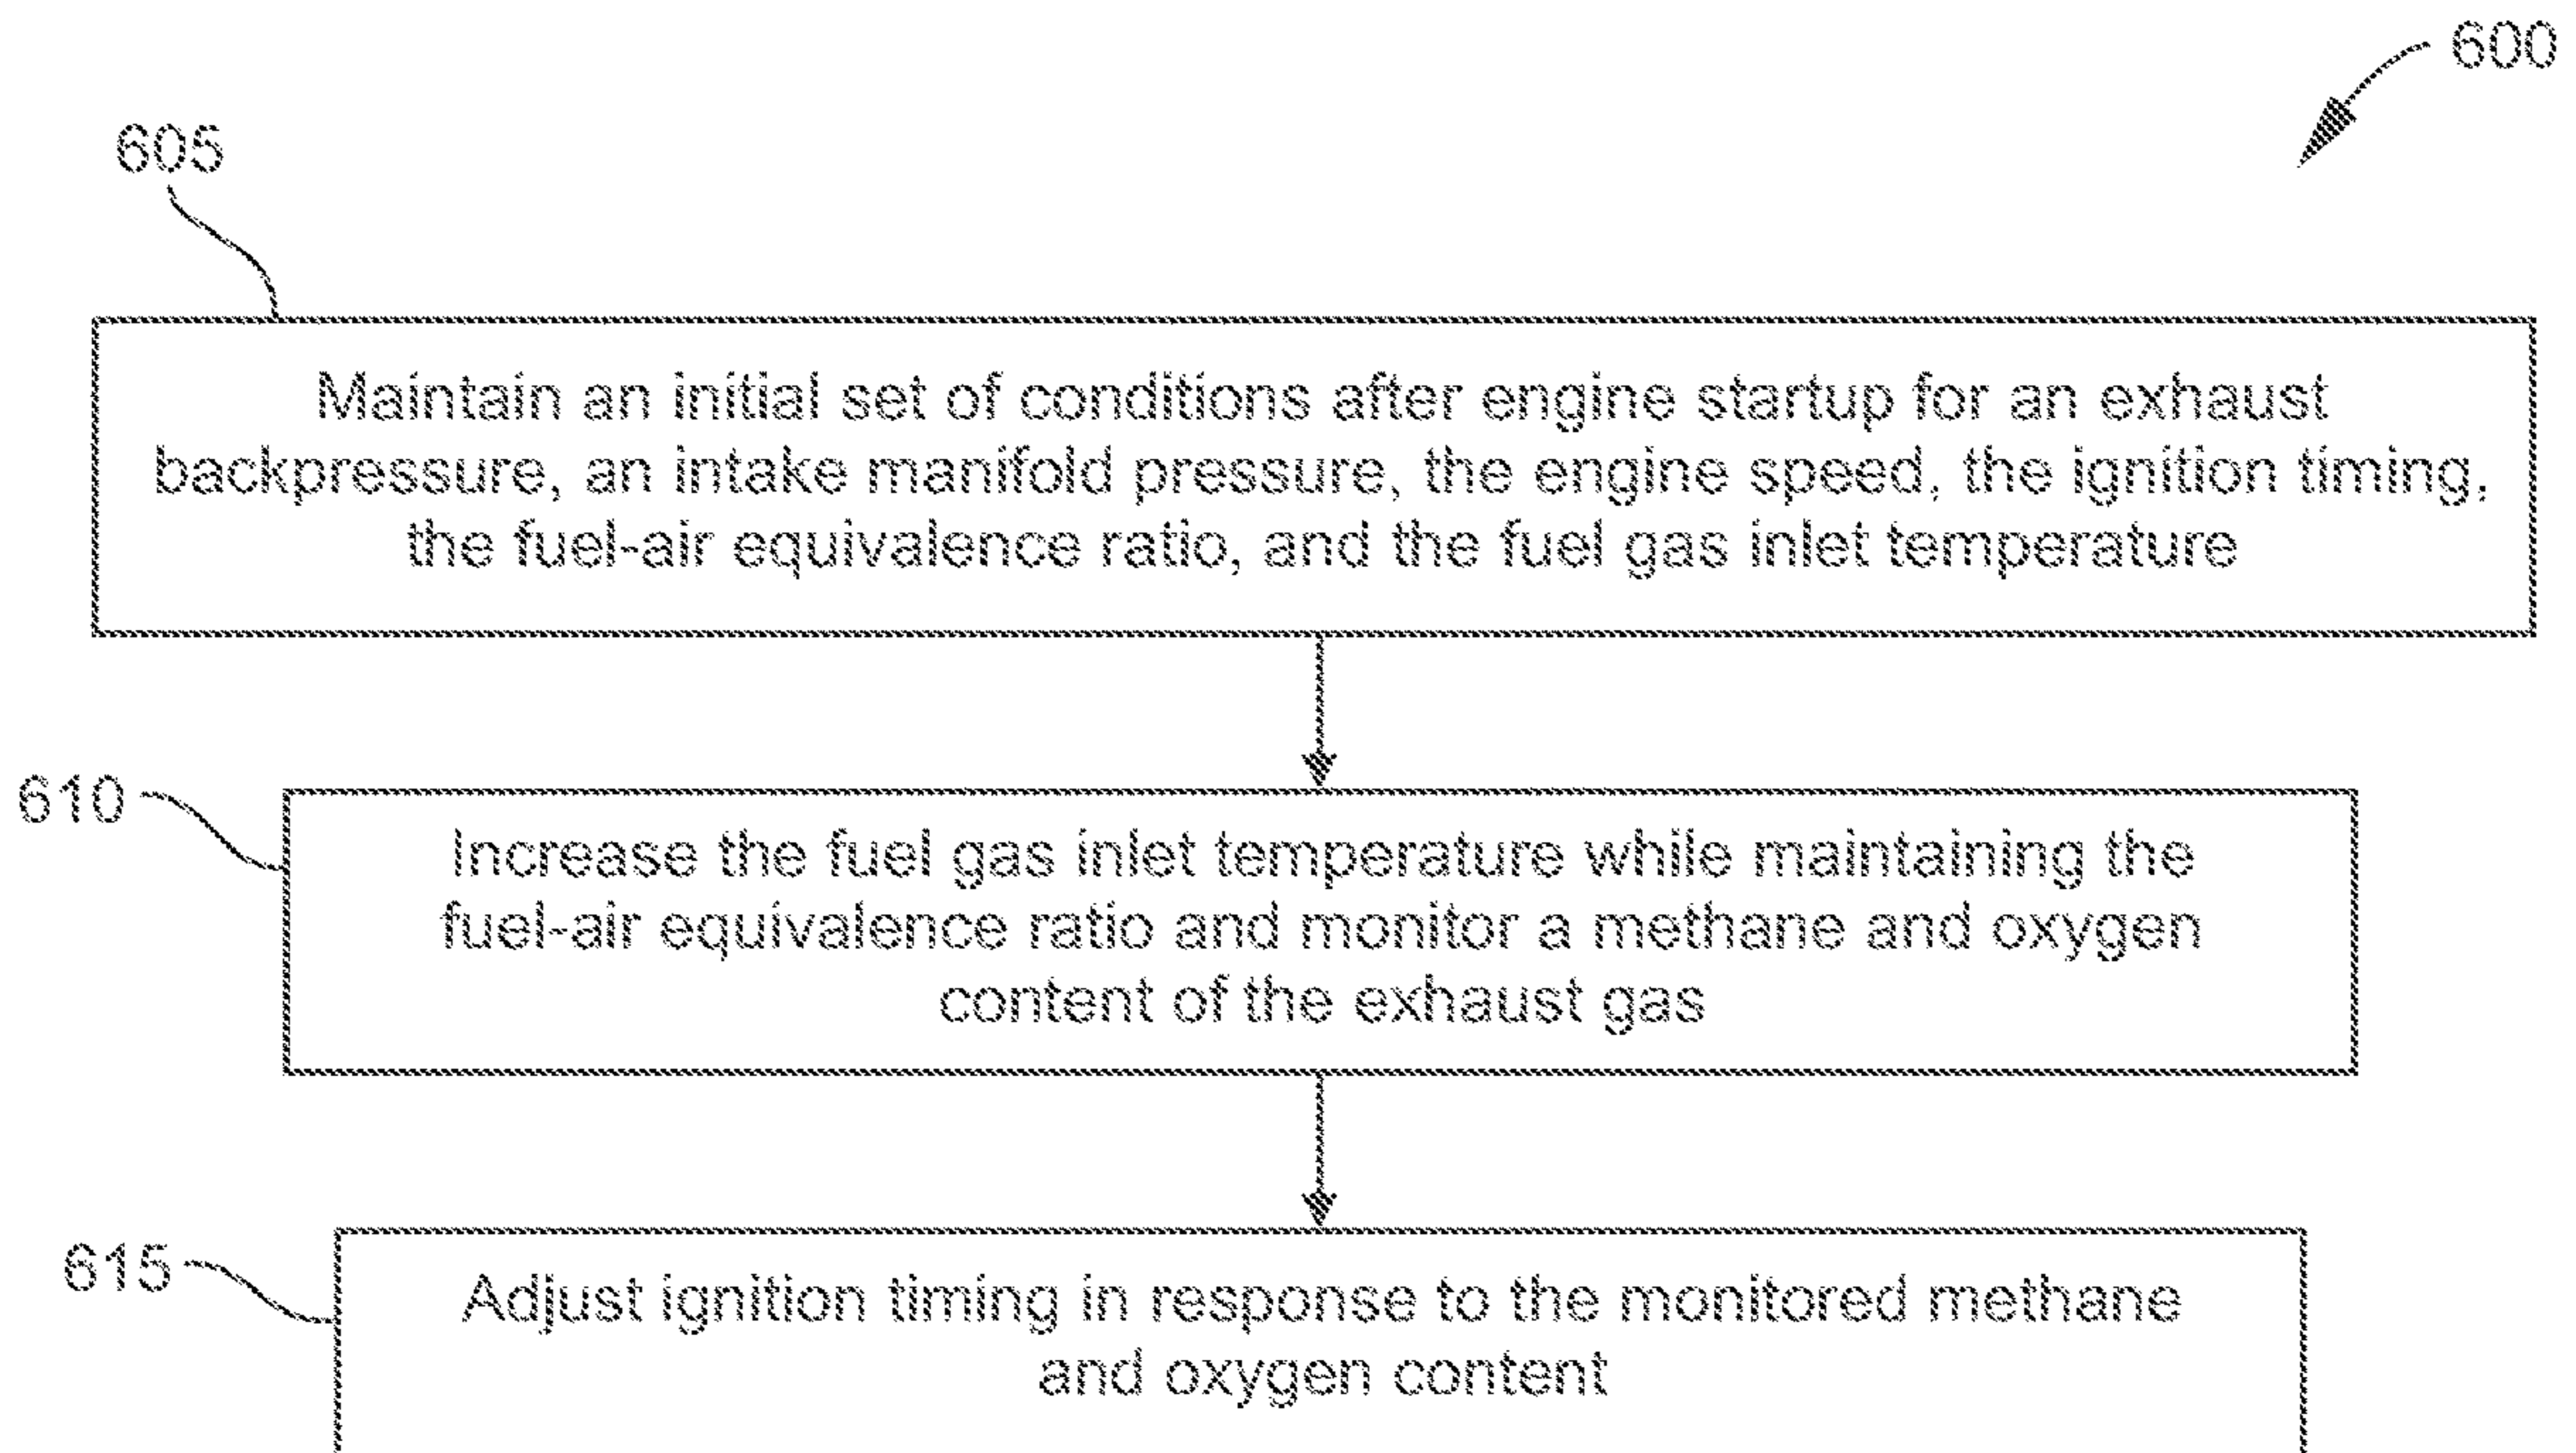 600
605
Maintain an initial set of conditions after engine startup for an exhaust
backpressure, an intake manifold pressure, the engine speed, the ignition timing,
the fuel-air equivalence ratio, and the fuel gas inlet temperature
610
Increase the fuel gas inlet temperature while maintaining the
fuel-air equivalence ratio and monitor a methane and oxygen
content of the exhaust gas
615
Adjust ignition timing in response to the monitored methane
and oxygen content